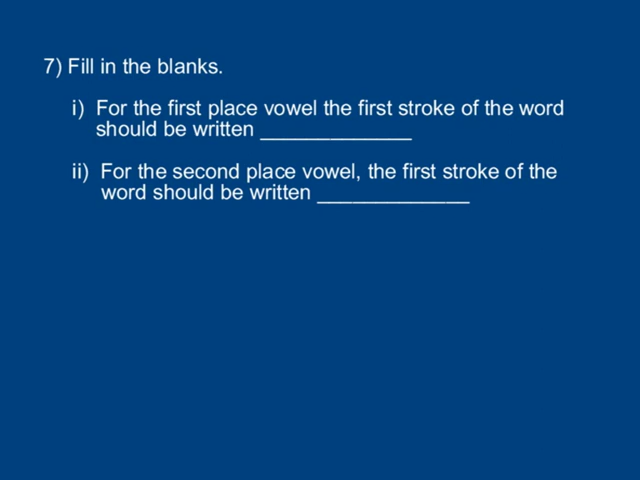 7) Fill in the blanks.
i) For the first place vowel the first stroke of the word
should be written _____________
ii) For the second place vowel, the first stroke of the
word should be written _____________